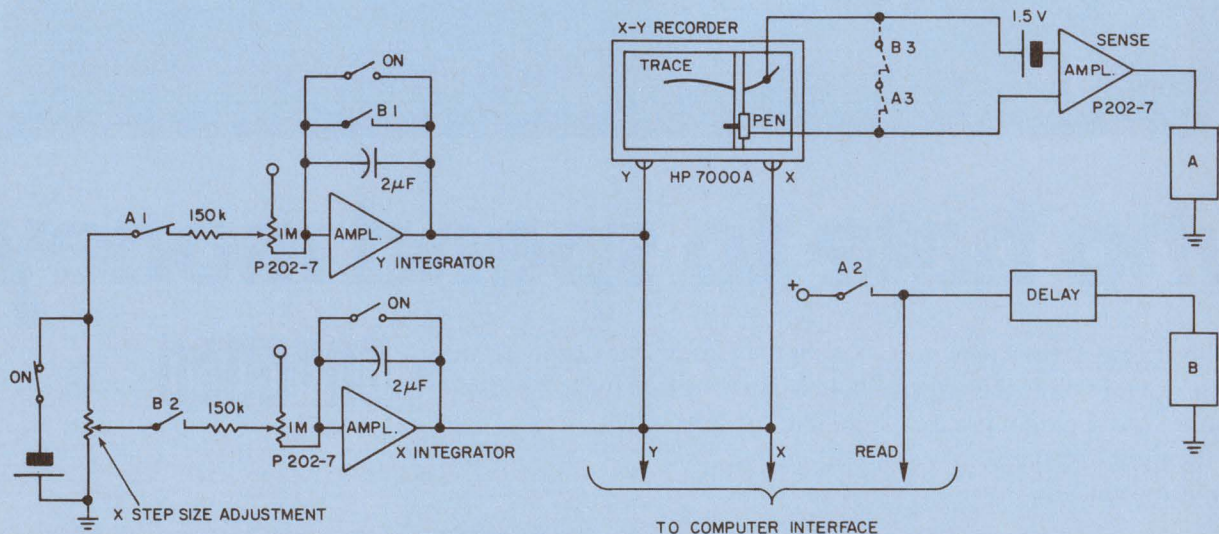 1.5 V
X-Y RECORDER
SENSE
AMPL.
P202-7
TRACE
PEN
B 3
A 3
Y HP 7000A X
A
ON
B 1
2µF
A 1
150k
1M
AMPL.
P 202-7
Y INTEGRATOR
A 2
+
DELAY
B
ON
2µF
ON
B 2
150k
1M
AMPL.
P 202-7
X INTEGRATOR
Y X READ
X STEP SIZE ADJUSTMENT
TO COMPUTER INTERFACE